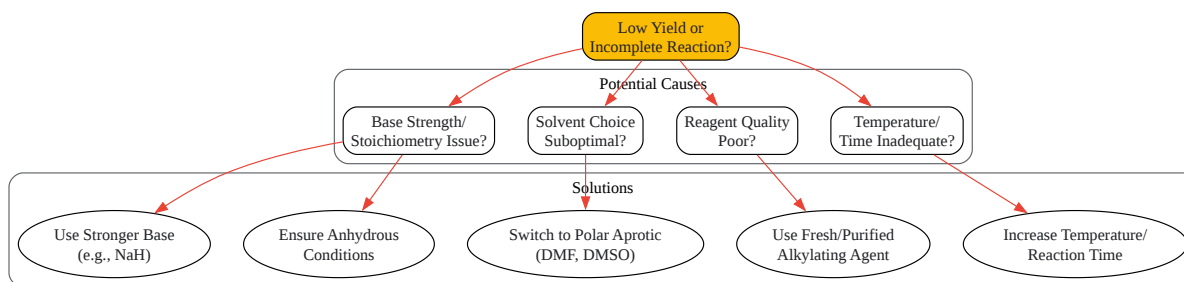 Low Yield or
Incomplete Reaction?
Potential Causes
Base Strength/
Stoichiometry Issue?
Solvent Choice
Suboptimal?
Reagent Quality
Poor?
Temperature/
Time Inadequate?
Solutions
Use Stronger Base
(e.g., NaH)
Ensure Anhydrous
Conditions
Switch to Polar Aprotic
(DMF, DMSO)
Use Fresh/Purified
Alkylating Agent
Increase Temperature/
Reaction Time